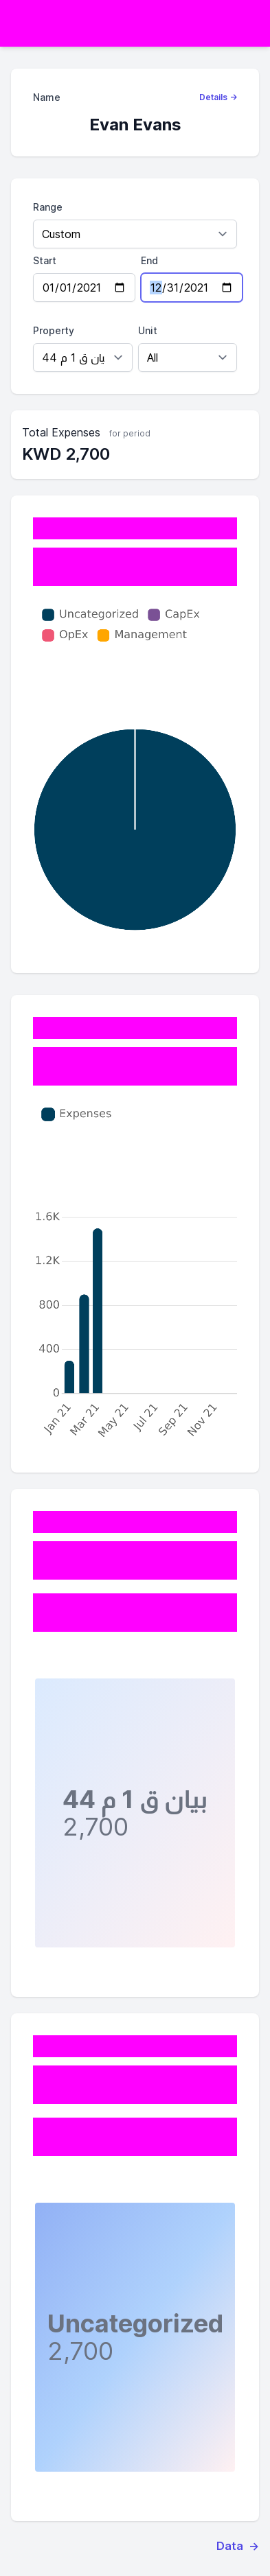 Name
Details →
Evan Evans
Range
Custom
Start
End
01/01/2021
12/31/2021
Property
Unit
بيان ق 1 م 44
All
Total Expenses for period
KWD 2,700
Uncategorized
CapEx
OpEx
Management
Expenses
1.6K
1.2K
800
400
0
Jan 21
Mar 21
May 21
Jul 21
Sep 21
Nov 21
بيان ق 1 م 44
2,700
Uncategorized
2,700
Data →